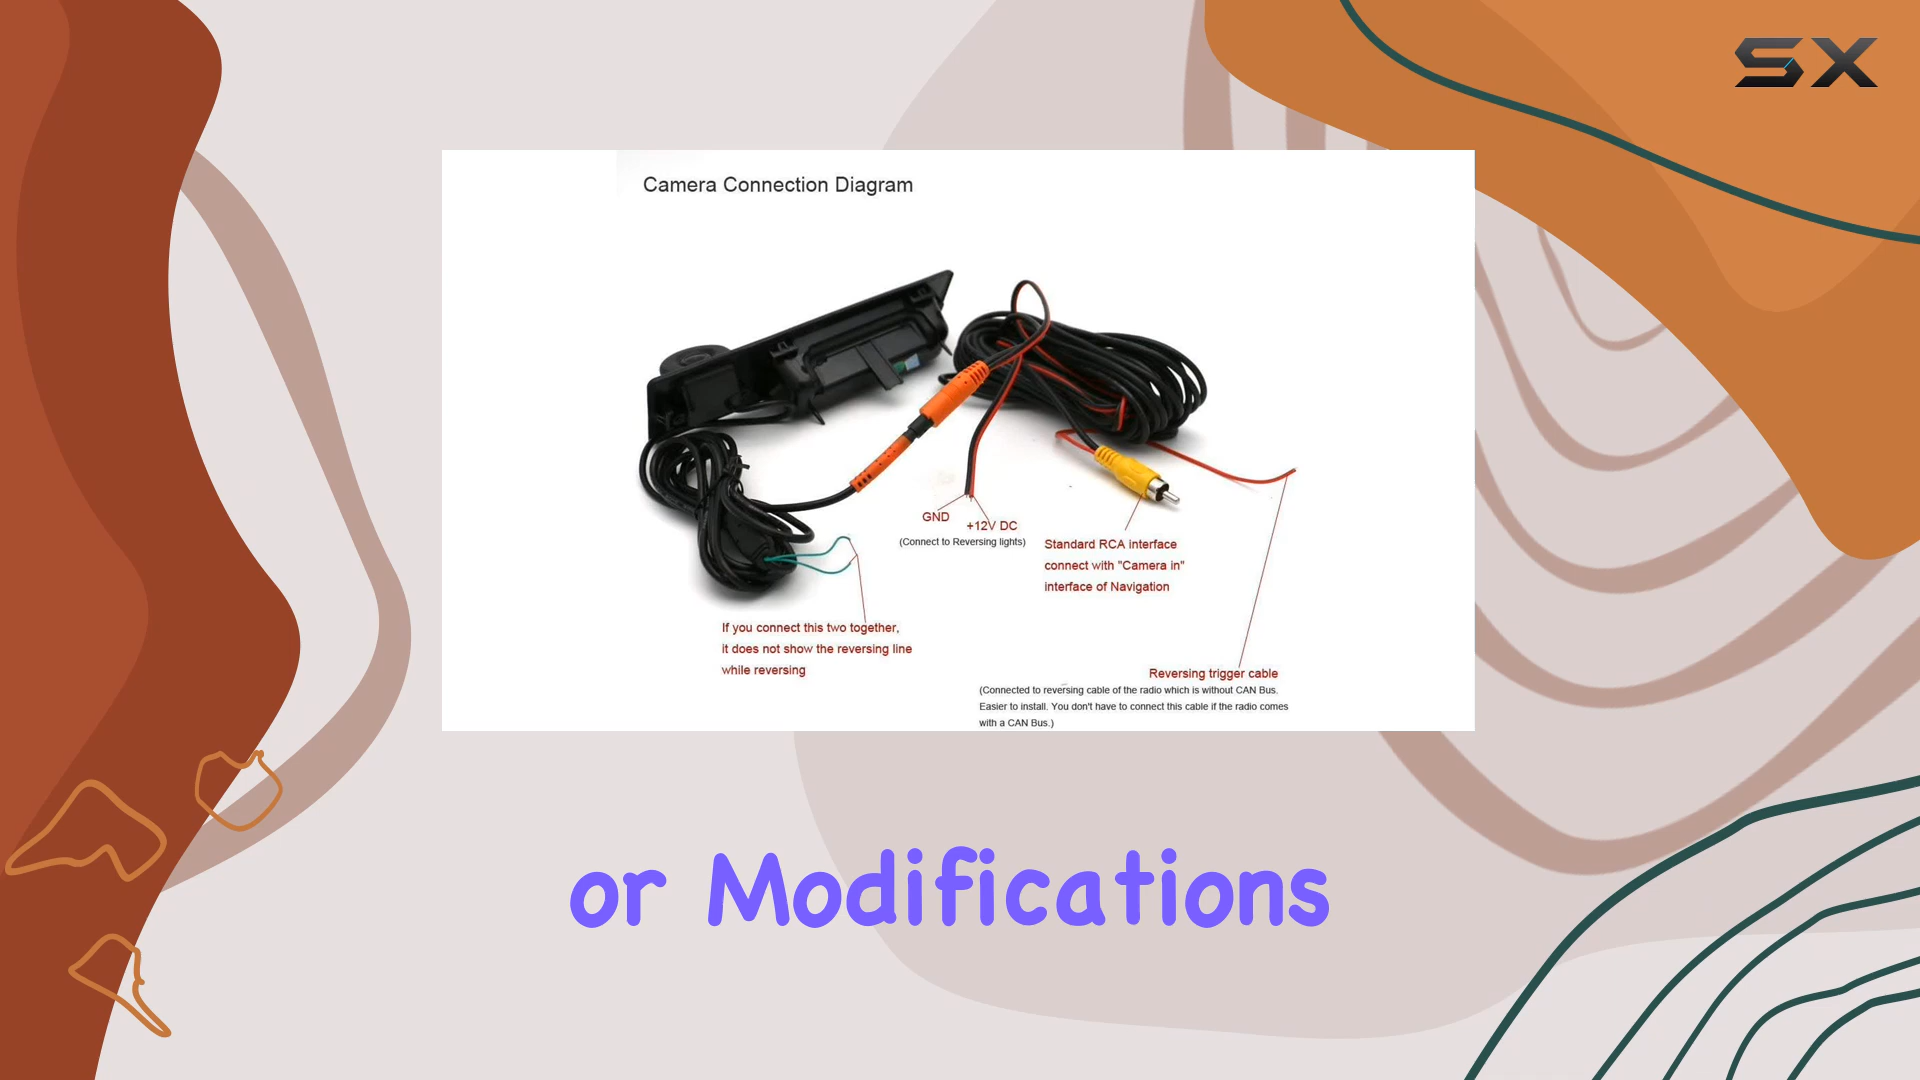 SX
Camera Connection Diagram
GND
+12V DC
(Connect to Reversing lights)
Standard RCA interface
connect with "Camera in"
interface of Navigation
If you connect this two together,
it does not show the reversing line
while reversing
Reversing trigger cable
(Connected to reversing cable of the radio which is without CAN Bus.
Easier to install. You don't have to connect this cable if the radio comes
with a CAN Bus.)
or Modifications